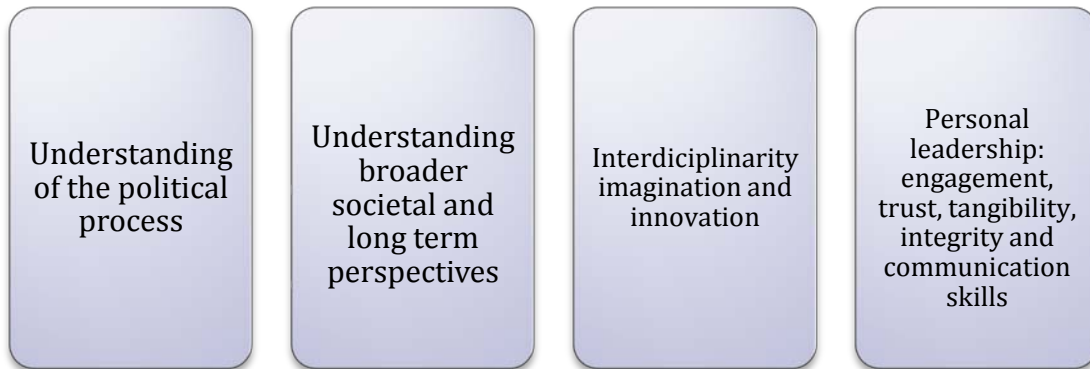 Understanding
of the political
process
Understanding
broader
societal and
long term
perspectives
Interdiciplinarity
imagination and
innovation
Personal
leadership:
engagement,
trust, tangibility,
integrity and
communication
skills